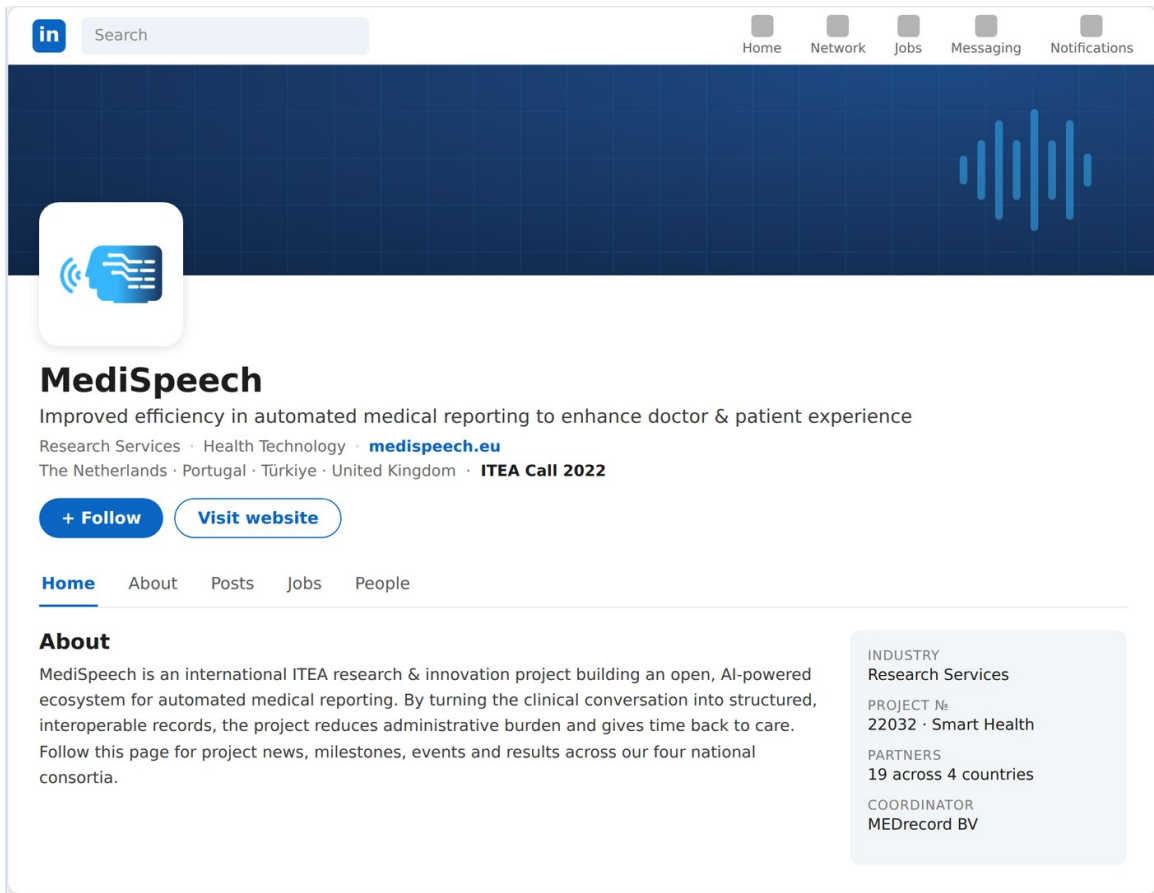 in
Search
Home
Network
Jobs
Messaging
Notifications
MediSpeech
Improved efficiency in automated medical reporting to enhance doctor & patient experience
Research Services · Health Technology · medispeech.eu
The Netherlands · Portugal · Türkiye · United Kingdom · ITEA Call 2022
+ Follow
Visit website
Home
About
Posts
Jobs
People
About
MediSpeech is an international ITEA research & innovation project building an open, AI-powered
ecosystem for automated medical reporting. By turning the clinical conversation into structured,
interoperable records, the project reduces administrative burden and gives time back to care.
Follow this page for project news, milestones, events and results across our four national
consortia.
INDUSTRY
Research Services
PROJECT №
22032 · Smart Health
PARTNERS
19 across 4 countries
COORDINATOR
MEDrecord BV